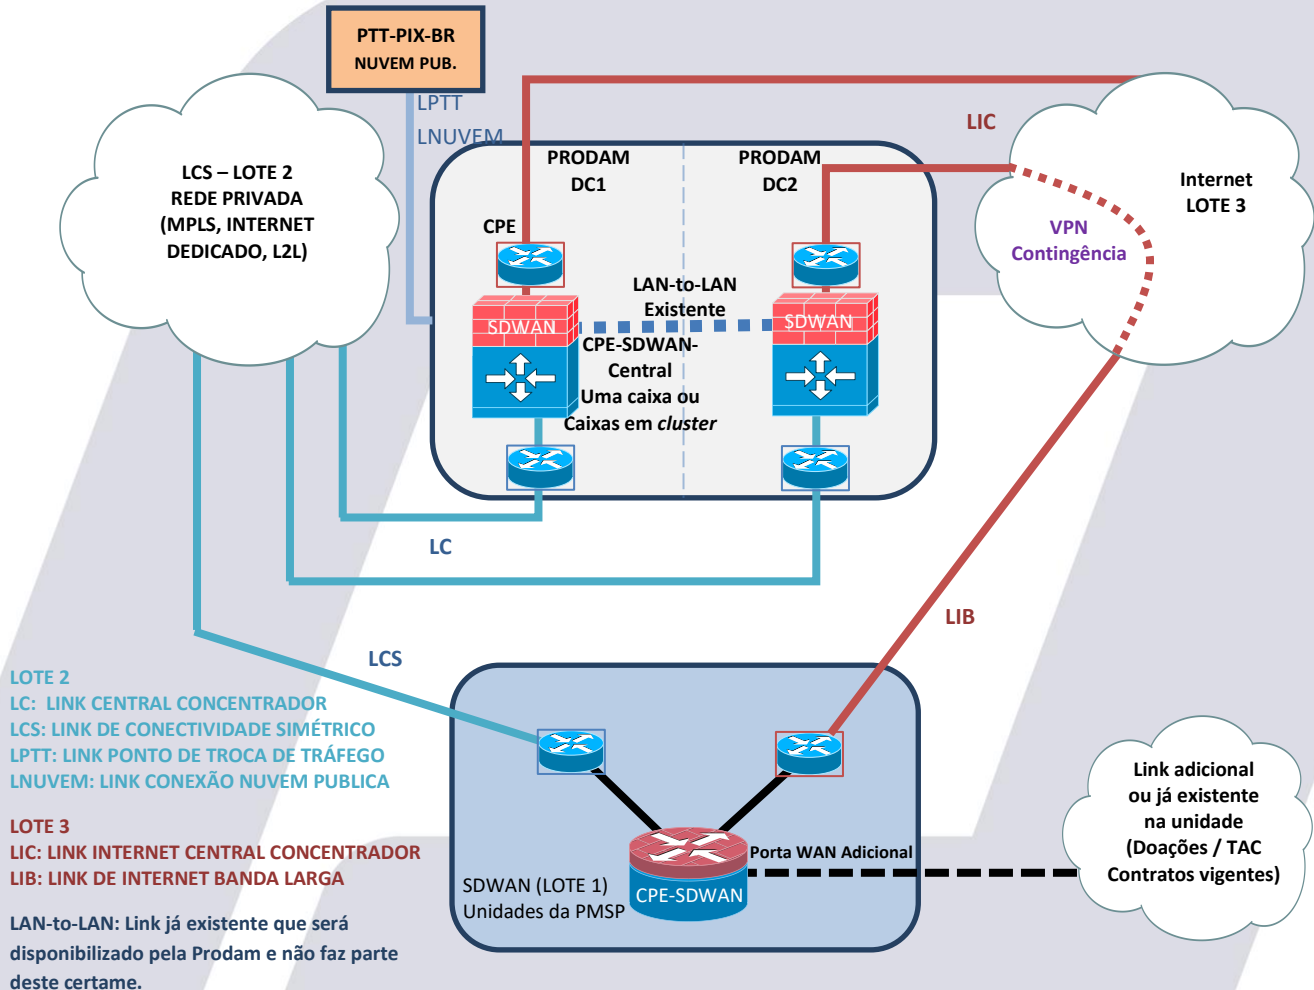 PTT-PIX-BR
NUVEM PUB.
LPTT
LNUVEM
LIC
PRODAM
DC1
PRODAM
DC2
LCS – LOTE 2
REDE PRIVADA
(MPLS, INTERNET
DEDICADO, L2L)
Internet
LOTE 3
VPN
Contingência
CPE
LAN-to-LAN
Existente
SDWAN
SDWAN
CPE-SDWAN-
Central
Uma caixa ou
Caixas em cluster
LC
LIB
LCS
LOTE 2
LC: LINK CENTRAL CONCENTRADOR
LCS: LINK DE CONECTIVIDADE SIMÉTRICO
LPTT: LINK PONTO DE TROCA DE TRÁFEGO
LNUVEM: LINK CONEXÃO NUVEM PUBLICA
LOTE 3
LIC: LINK INTERNET CENTRAL CONCENTRADOR
LIB: LINK DE INTERNET BANDA LARGA
LAN-to-LAN: Link já existente que será
disponibilizado pela Prodam e não faz parte
deste certame.
SDWAN (LOTE 1)
Unidades da PMSP
CPE-SDWAN
Porta WAN Adicional
Link adicional
ou já existente
na unidade
(Doações / TAC
Contratos vigentes)